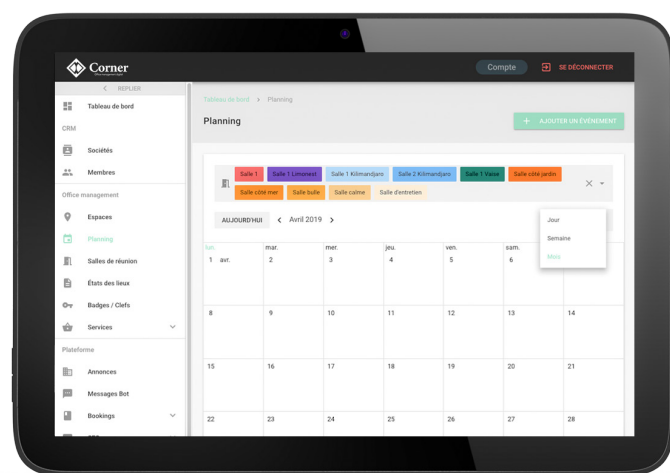 Corner
Compte
SE DÉCONNECTER
REPLIER
Tableau de bord
CRM
Sociétés
Membres
Office management
Espaces
Planning
Salles de réunion
États des lieux
Badges / Clefs
Services
Plateforme
Annonces
Messages Bot
Bookings
Tableau de bord > Planning
Planning
+ AJOUTER UN ÉVÉNEMENT
Salle 1 Salle 1 Limonest Salle 1 Kilimandjaro Salle 2 Kilimandjaro Salle 1 Vaise Salle côté jardin
Salle côté mer Salle bulle Salle calme Salle d'entretien
AUJOURD'HUI < Avril 2019 >
Jour
Semaine
Mois
lun. mar. mer. jeu. ven. sam.
1 avr. 2 3 4 5 6
8 9 10 11 12 13 14
15 16 17 18 19 20 21
22 23 24 25 26 27 28